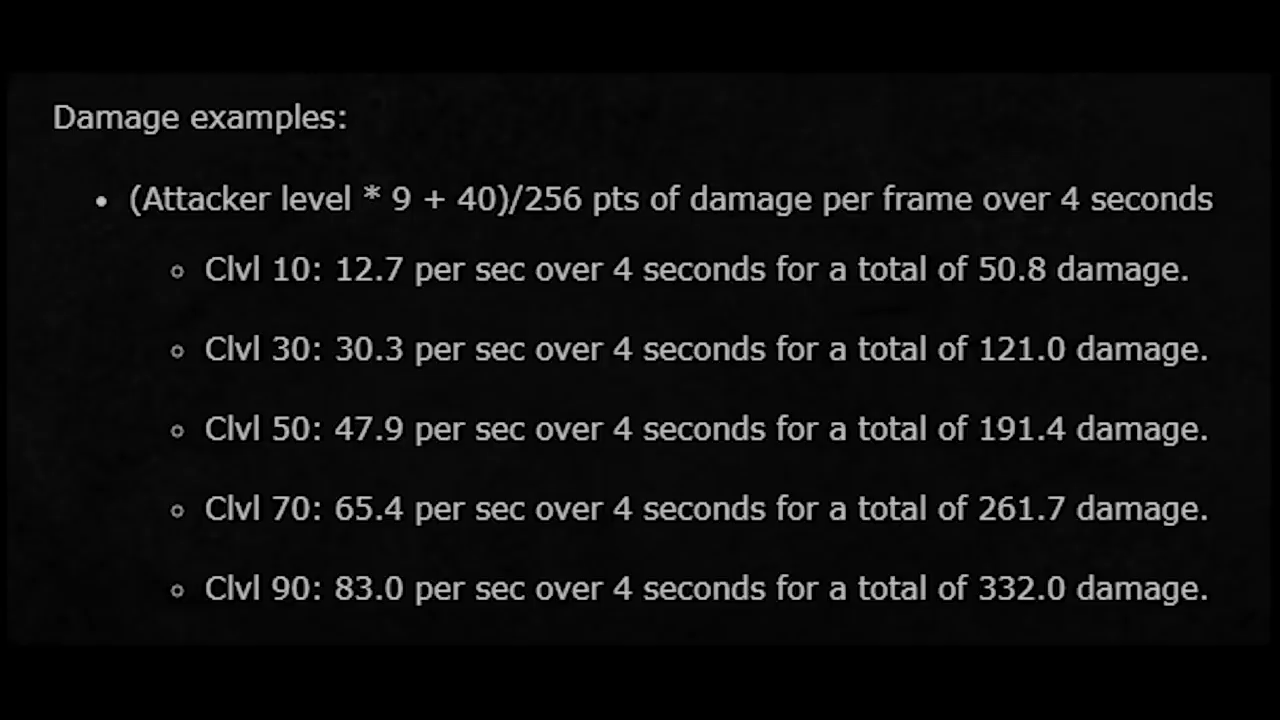 Damage examples:
• (Attacker level * 9 + 40)/256 pts of damage per frame over 4 seconds
◦ Clvl 10: 12.7 per sec over 4 seconds for a total of 50.8 damage.
◦ Clvl 30: 30.3 per sec over 4 seconds for a total of 121.0 damage.
◦ Clvl 50: 47.9 per sec over 4 seconds for a total of 191.4 damage.
◦ Clvl 70: 65.4 per sec over 4 seconds for a total of 261.7 damage.
◦ Clvl 90: 83.0 per sec over 4 seconds for a total of 332.0 damage.